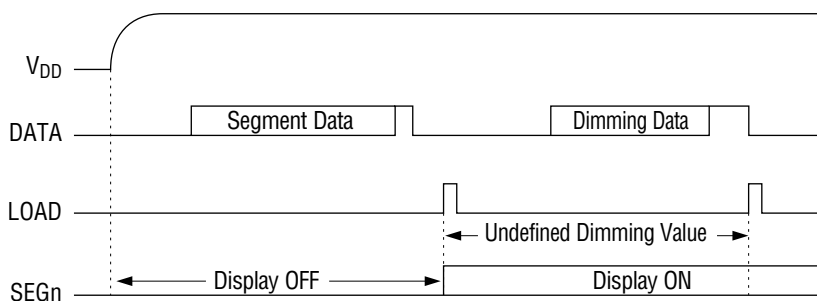 VDD
DATA Segment Data Dimming Data
LOAD
Undefined Dimming Value
SEGn Display OFF Display ON